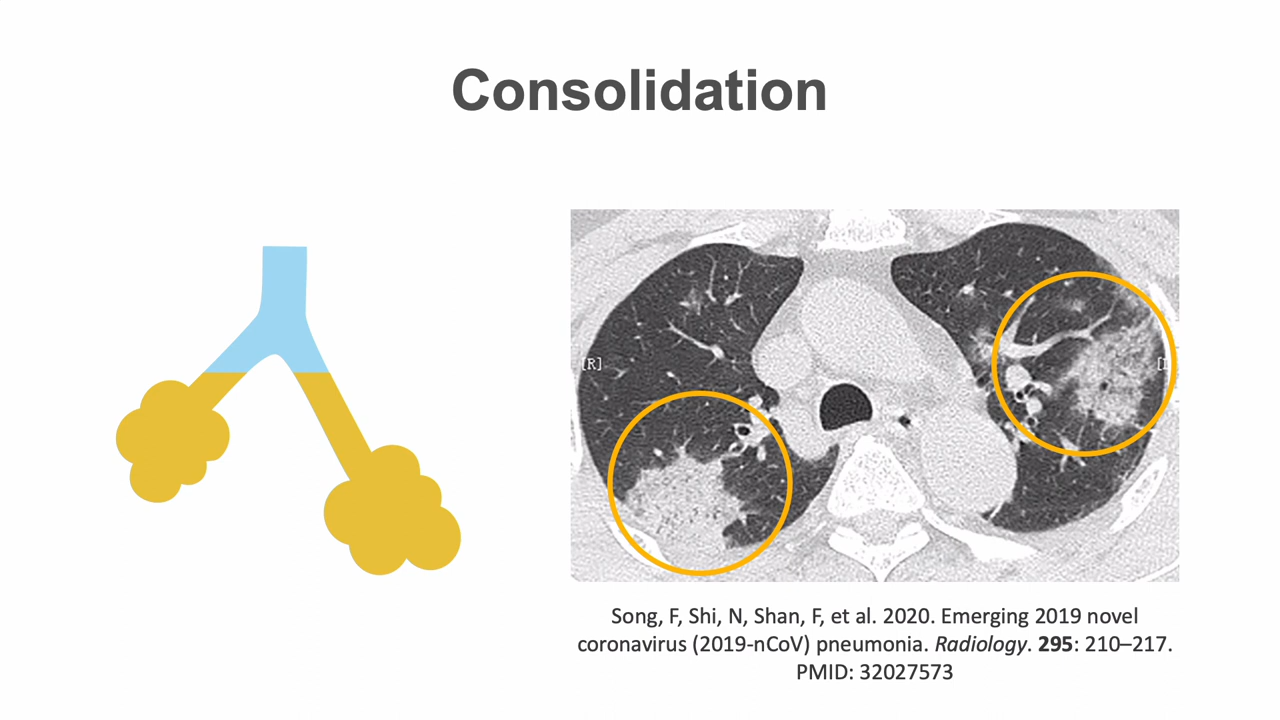 Consolidation
[R]
Song, F, Shi, N, Shan, F, et al. 2020. Emerging 2019 novel
coronavirus (2019-nCoV) pneumonia. Radiology. 295: 210–217.
PMID: 32027573